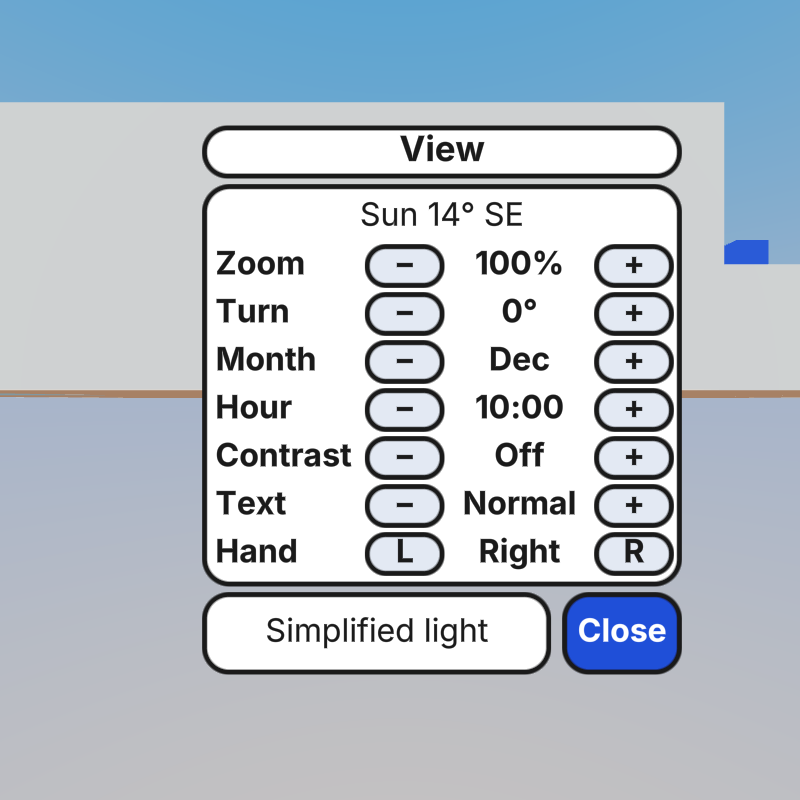 View
Sun 14° SE
Zoom − 100% +
Turn − 0° +
Month − Dec +
Hour − 10:00 +
Contrast − Off +
Text − Normal +
Hand L Right R
Simplified light Close